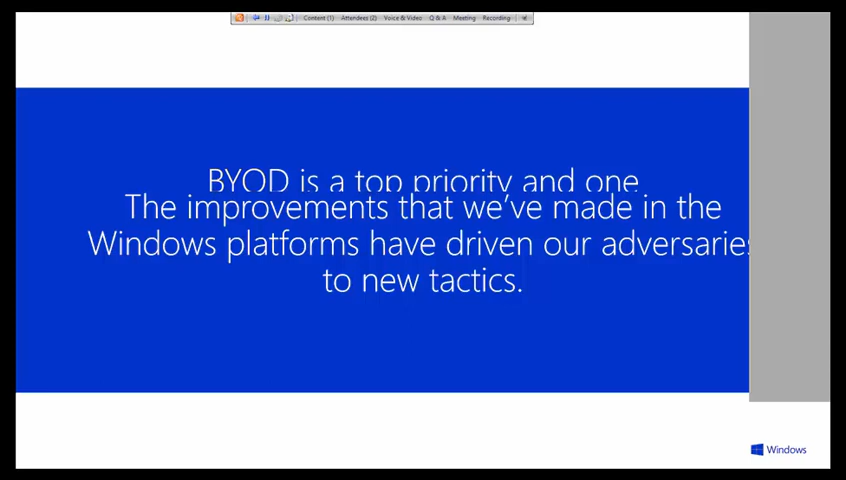 Content (1) Attendees (2) Voice & Video Q & A Meeting Recording
BYOD is a top priority and one
The improvements that we've made in the
Windows platforms have driven our adversaries
to new tactics.
Windows